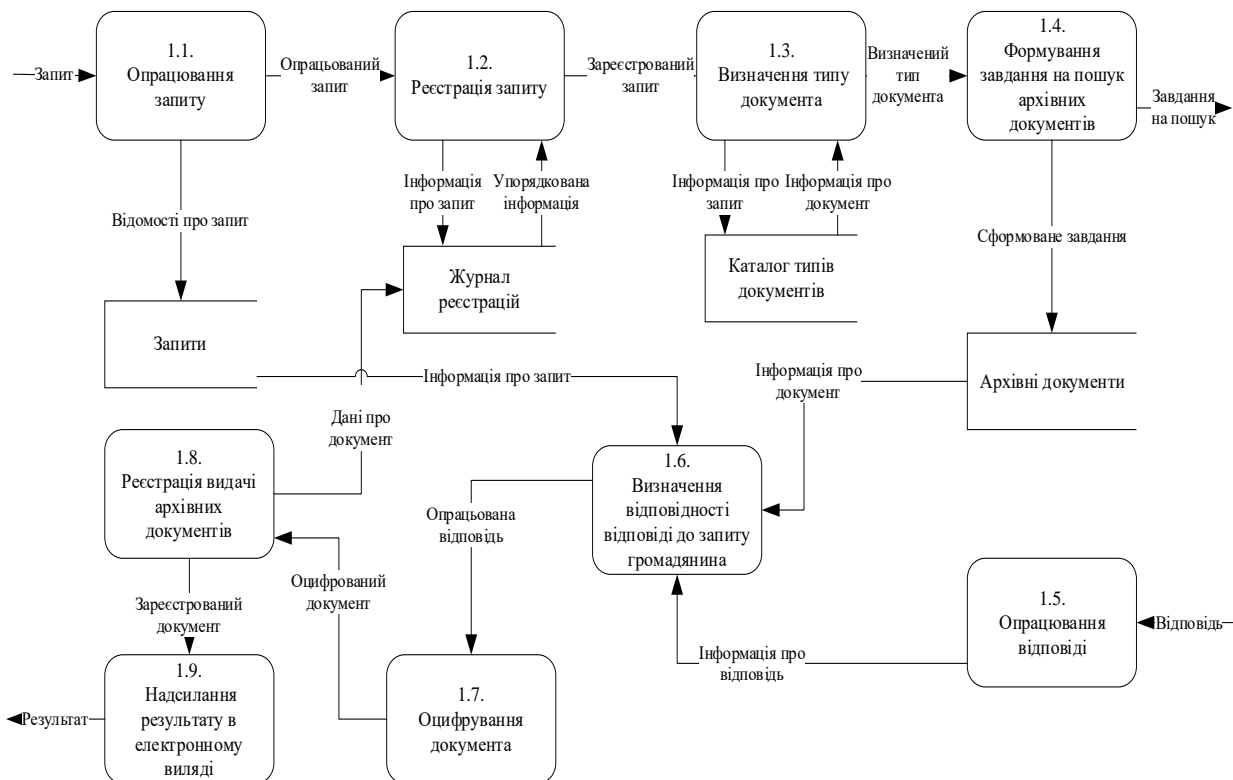 1.1.
Опрацювання
запиту
Запит
Опрацьований
запит
1.2.
Реєстрація запиту
Зареєстрований
запит
1.3.
Визначення типу
документа
Визначений
тип
документа
1.4.
Формування
завдання на пошук
архівних
документів
Завдання
на пошук
Відомості про запит
Інформація
про запит
Упорядкована
інформація
Інформація про
запит
Інформація про
документ
Сформоване завдання
Запити
Журнал
реєстрацій
Каталог типів
документів
Архівні документи
Інформація про запит
Інформація про
документ
Дані про
документ
1.8.
Реєстрація видачі
архівних
документів
1.6.
Визначення
відповідності
відповіді до запиту
громадянина
Опрацьована
відповідь
Оцифрований
документ
Зареєстрований
документ
1.5.
Опрацювання
відповіді
Відповідь
Інформація про
відповідь
1.9.
Надсилання
результату в
електронному
виляді
Результат
1.7.
Оцифрування
документа